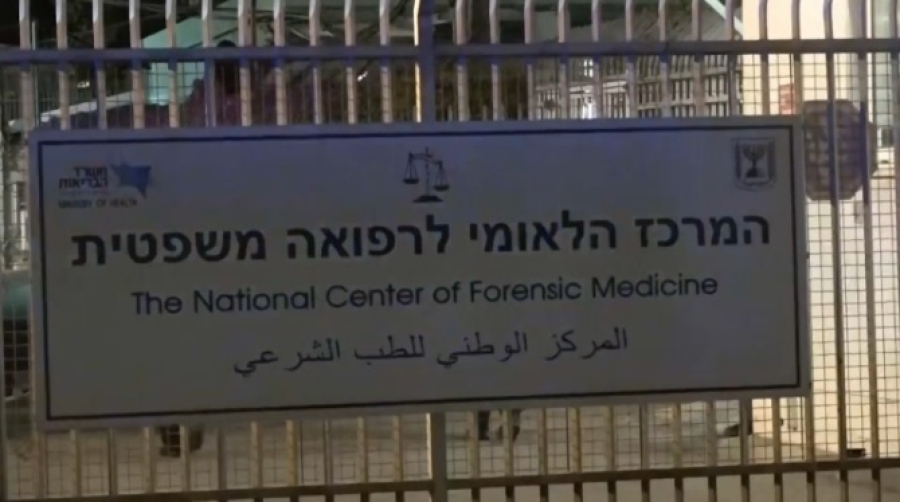 משרד
הבריאות
MINISTRY OF HEALTH
המרכז הלאומי לרפואה משפטית
The National Center of Forensic Medicine
المركز الوطني للطب الشرعي